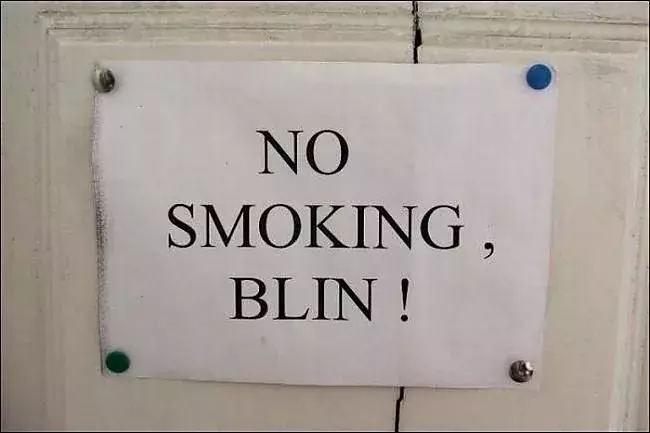 NO
SMOKING ,
BLIN !